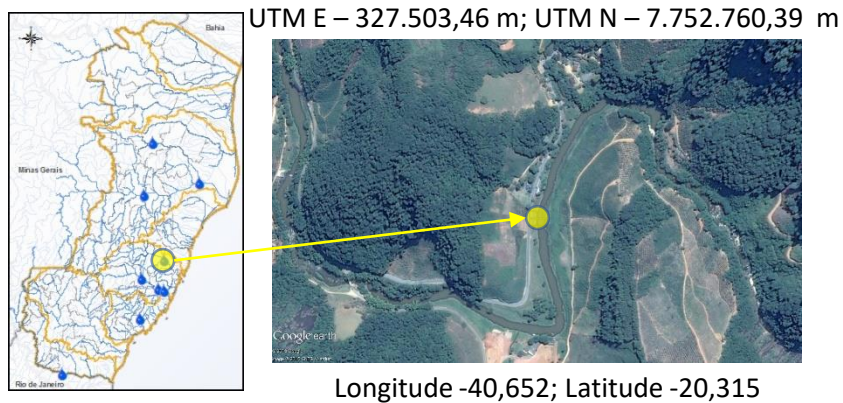 UTM E – 327.503,46 m; UTM N – 7.752.760,39 m
Bahia
Minas Gerais
Rio de Janeiro
Google earth
Longitude -40,652; Latitude -20,315